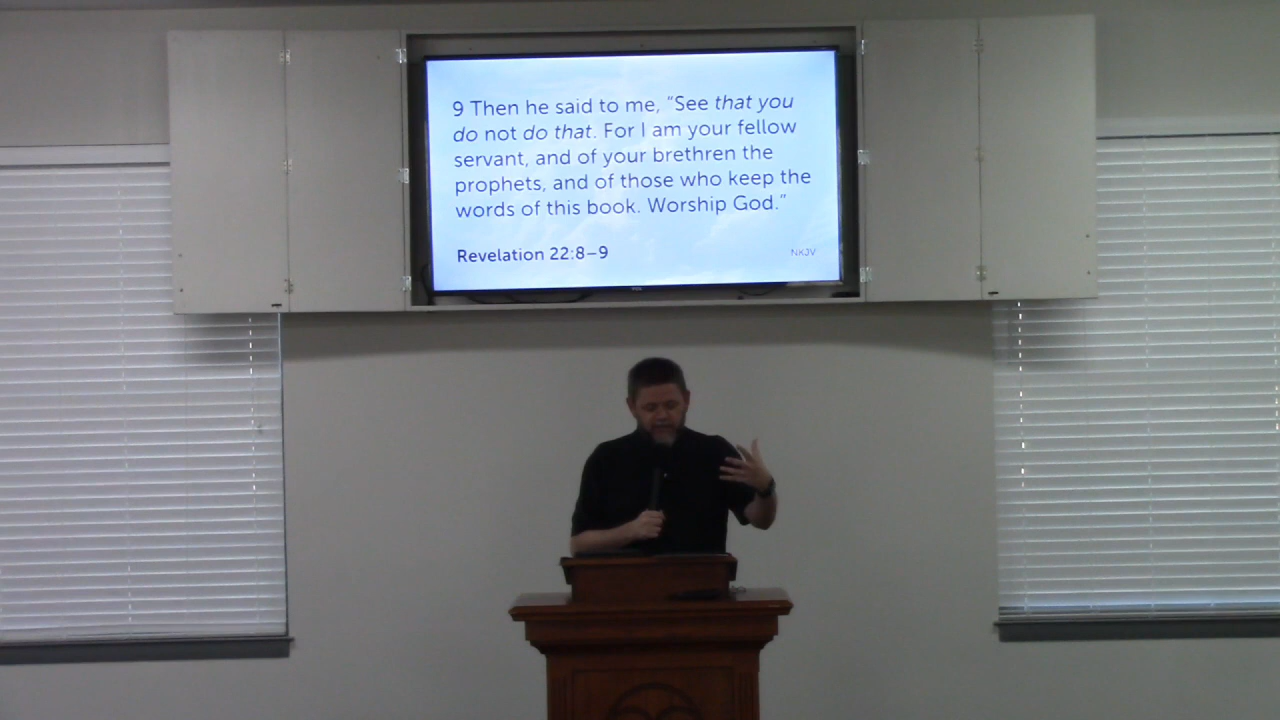 9 Then he said to me, “See that you
do not do that. For I am your fellow
servant, and of your brethren the
prophets, and of those who keep the
words of this book. Worship God.”
Revelation 22:8–9
NKJV